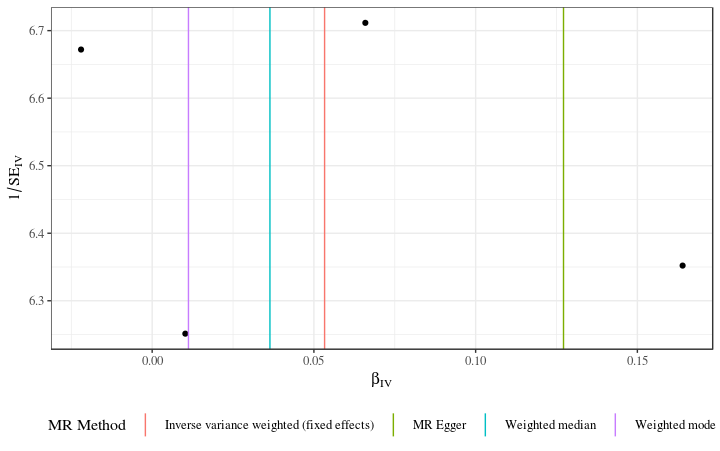 6.7
6.6
6.5
6.4
6.3
1/SE_IV
0.00 0.05 0.10 0.15
β_IV
MR Method Inverse variance weighted (fixed effects) MR Egger Weighted median Weighted mode